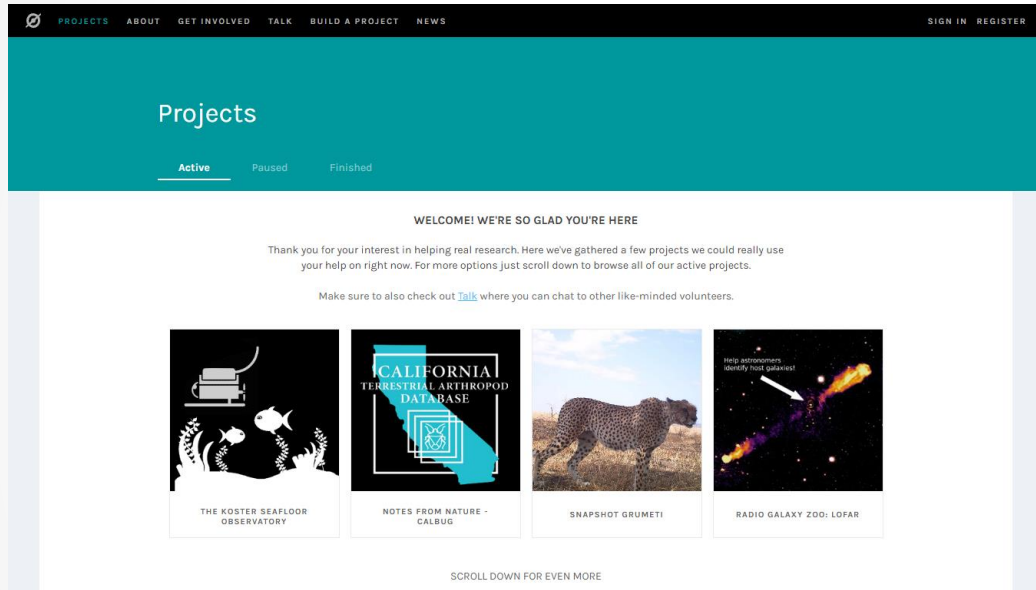 PROJECTS ABOUT GET INVOLVED TALK BUILD A PROJECT NEWS SIGN IN REGISTER
Projects
Active Paused Finished
WELCOME! WE'RE SO GLAD YOU'RE HERE
Thank you for your interest in helping real research. Here we've gathered a few projects we could really use
your help on right now. For more options just scroll down to browse all of our active projects.
Make sure to also check out Talk where you can chat to other like-minded volunteers.
CALIFORNIA
TERRESTRIAL ARTHROPOD
DATABASE
Help astronomers
identify host galaxies!
THE KOSTER SEAFLOOR
OBSERVATORY
NOTES FROM NATURE -
CALBUG
SNAPSHOT GRUMETI
RADIO GALAXY ZOO: LOFAR
SCROLL DOWN FOR EVEN MORE